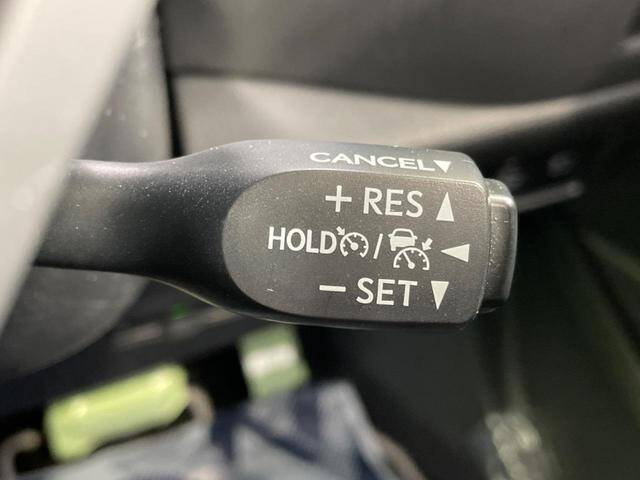 CANCEL▼
+ RES ▲
HOLD / ◀
− SET ▼